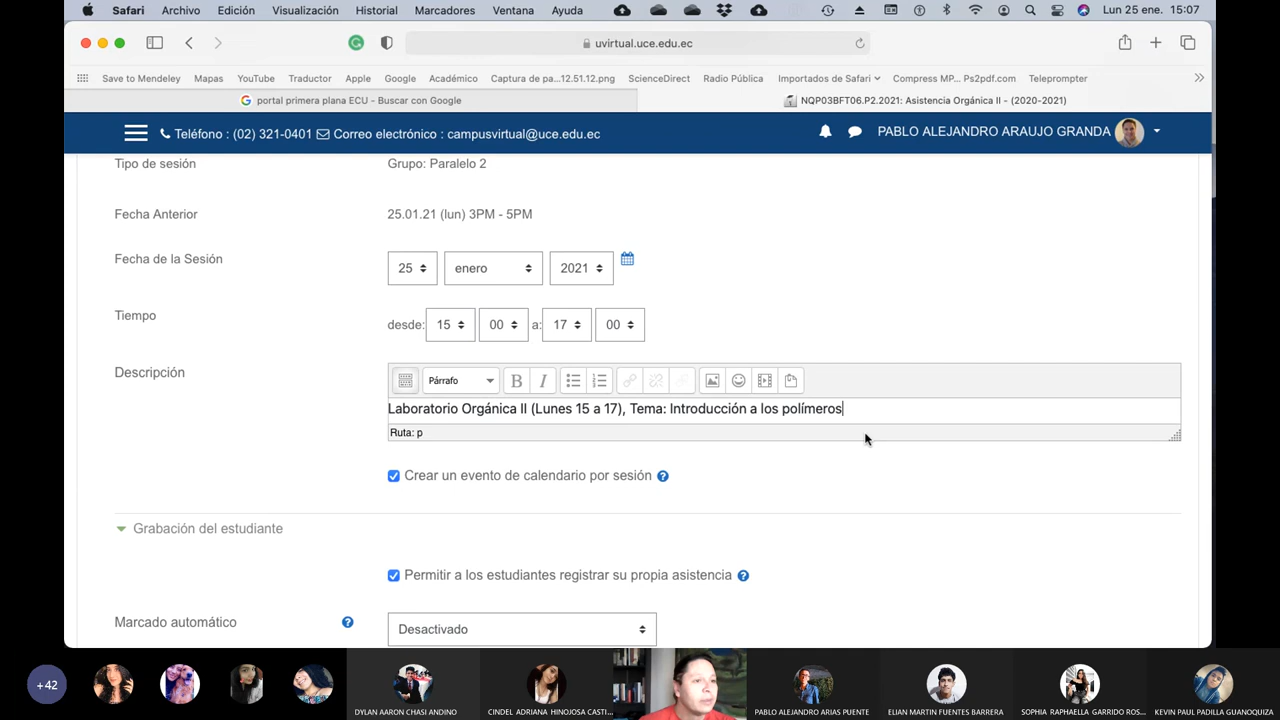 Safari Archivo Edición Visualización Historial Marcadores Ventana Ayuda Lun 25 ene. 15:07
uvirtual.uce.edu.ec
Save to Mendeley Mapas YouTube Traductor Apple Google Académico Captura de pa...12.51.12.png ScienceDirect Radio Pública Importados de Safari Compress MP... Ps2pdf.com Teleprompter
portal primera plana ECU - Buscar con Google NQP03BFT06.P2.2021: Asistencia Orgánica II - (2020-2021)
Teléfono : (02) 321-0401 Correo electrónico : campusvirtual@uce.edu.ec PABLO ALEJANDRO ARAUJO GRANDA
Tipo de sesión Grupo: Paralelo 2
Fecha Anterior 25.01.21 (lun) 3PM - 5PM
Fecha de la Sesión 25 enero 2021
Tiempo desde: 15 00 a: 17 00
Descripción
Párrafo B I
Laboratorio Orgánica II (Lunes 15 a 17), Tema: Introducción a los polímeros
Ruta: p
Crear un evento de calendario por sesión ?
Grabación del estudiante
Permitir a los estudiantes registrar su propia asistencia ?
Marcado automático ? Desactivado
+42 DYLAN AARON CHASI ANDINO CINDEL ADRIANA HINOJOSA CASTI... PABLO ALEJANDRO ARIAS PUENTE ELIAN MARTIN FUENTES BARRERA SOPHIA RAPHAELLA GARRIDO ROS... KEVIN PAUL PADILLA GUANOQUIZA